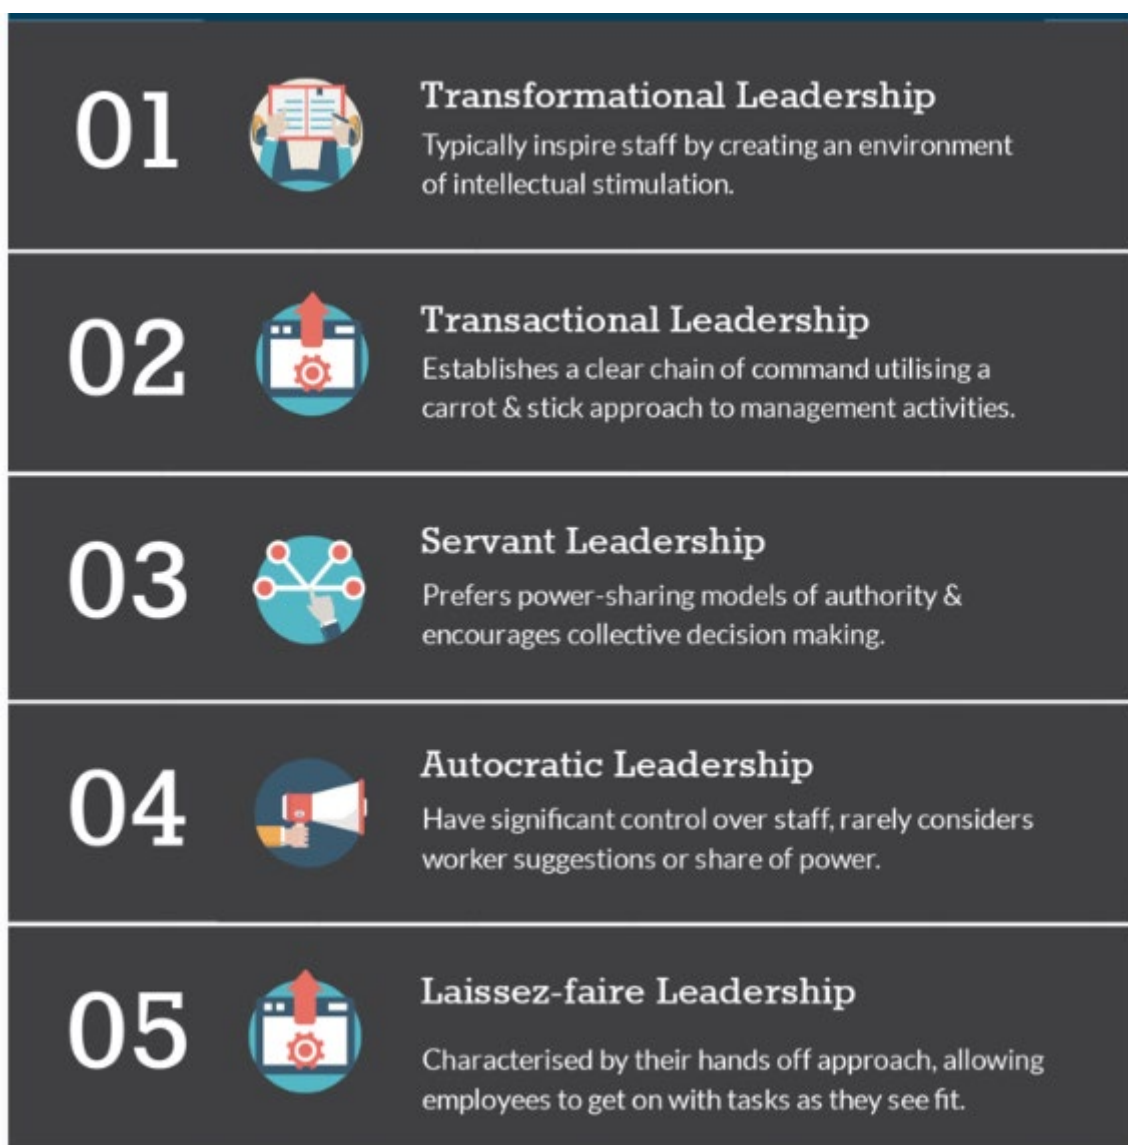 01
Transformational Leadership
Typically inspire staff by creating an environment
of intellectual stimulation.
02
Transactional Leadership
Establishes a clear chain of command utilising a
carrot & stick approach to management activities.
03
Servant Leadership
Prefers power-sharing models of authority &
encourages collective decision making.
04
Autocratic Leadership
Have significant control over staff, rarely considers
worker suggestions or share of power.
05
Laissez-faire Leadership
Characterised by their hands off approach, allowing
employees to get on with tasks as they see fit.